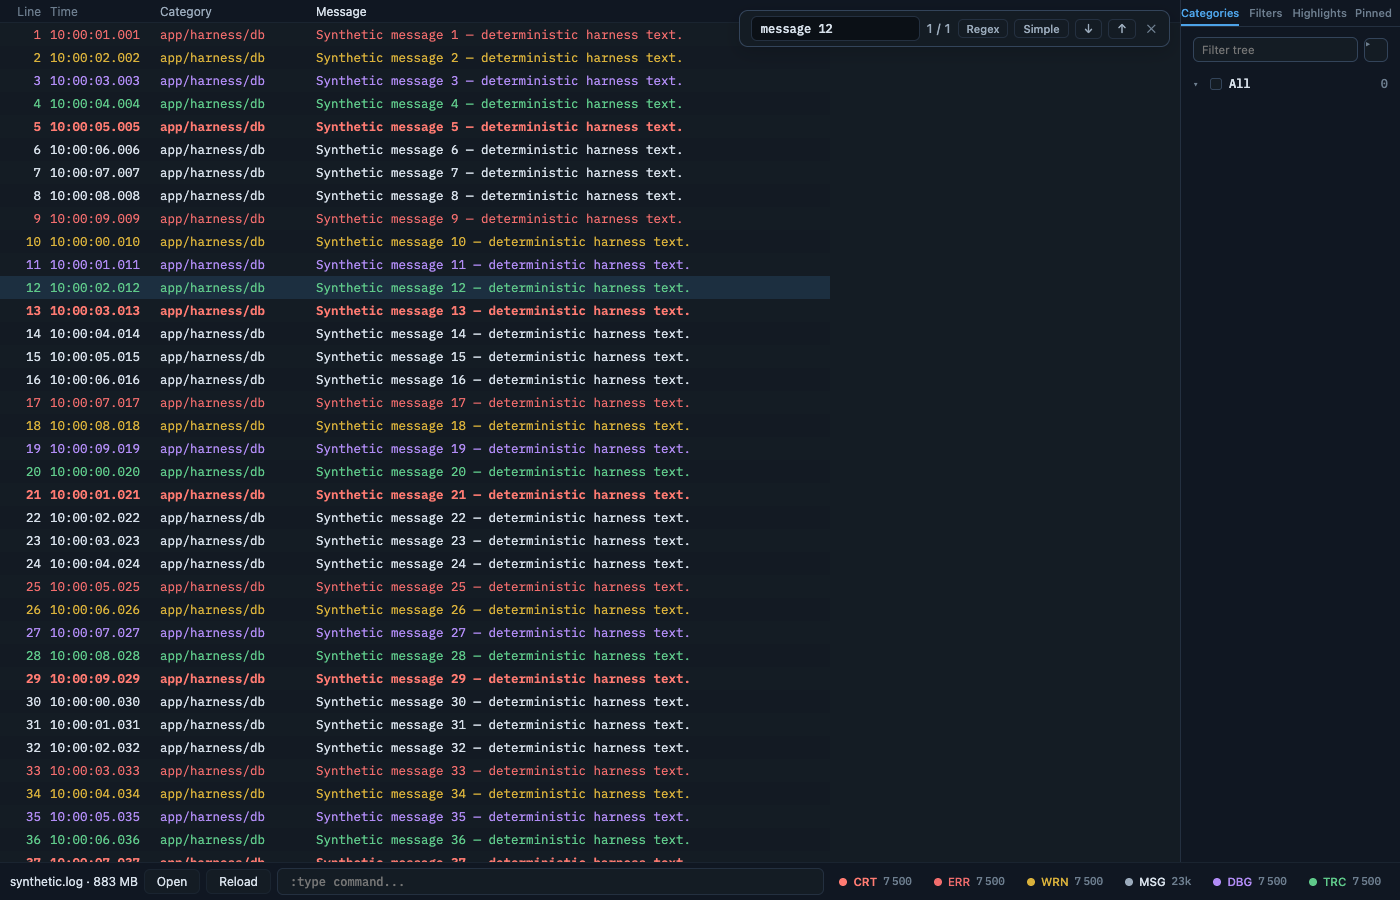 Line Time Category Message
message 12 1 / 1 Regex Simple ↓ ↑ ×
Categories Filters Highlights Pinned
Filter tree
All 0
1 10:00:01.001 app/harness/db Synthetic message 1 — deterministic harness text.
2 10:00:02.002 app/harness/db Synthetic message 2 — deterministic harness text.
3 10:00:03.003 app/harness/db Synthetic message 3 — deterministic harness text.
4 10:00:04.004 app/harness/db Synthetic message 4 — deterministic harness text.
5 10:00:05.005 app/harness/db Synthetic message 5 — deterministic harness text.
6 10:00:06.006 app/harness/db Synthetic message 6 — deterministic harness text.
7 10:00:07.007 app/harness/db Synthetic message 7 — deterministic harness text.
8 10:00:08.008 app/harness/db Synthetic message 8 — deterministic harness text.
9 10:00:09.009 app/harness/db Synthetic message 9 — deterministic harness text.
10 10:00:00.010 app/harness/db Synthetic message 10 — deterministic harness text.
11 10:00:01.011 app/harness/db Synthetic message 11 — deterministic harness text.
12 10:00:02.012 app/harness/db Synthetic message 12 — deterministic harness text.
13 10:00:03.013 app/harness/db Synthetic message 13 — deterministic harness text.
14 10:00:04.014 app/harness/db Synthetic message 14 — deterministic harness text.
15 10:00:05.015 app/harness/db Synthetic message 15 — deterministic harness text.
16 10:00:06.016 app/harness/db Synthetic message 16 — deterministic harness text.
17 10:00:07.017 app/harness/db Synthetic message 17 — deterministic harness text.
18 10:00:08.018 app/harness/db Synthetic message 18 — deterministic harness text.
19 10:00:09.019 app/harness/db Synthetic message 19 — deterministic harness text.
20 10:00:00.020 app/harness/db Synthetic message 20 — deterministic harness text.
21 10:00:01.021 app/harness/db Synthetic message 21 — deterministic harness text.
22 10:00:02.022 app/harness/db Synthetic message 22 — deterministic harness text.
23 10:00:03.023 app/harness/db Synthetic message 23 — deterministic harness text.
24 10:00:04.024 app/harness/db Synthetic message 24 — deterministic harness text.
25 10:00:05.025 app/harness/db Synthetic message 25 — deterministic harness text.
26 10:00:06.026 app/harness/db Synthetic message 26 — deterministic harness text.
27 10:00:07.027 app/harness/db Synthetic message 27 — deterministic harness text.
28 10:00:08.028 app/harness/db Synthetic message 28 — deterministic harness text.
29 10:00:09.029 app/harness/db Synthetic message 29 — deterministic harness text.
30 10:00:00.030 app/harness/db Synthetic message 30 — deterministic harness text.
31 10:00:01.031 app/harness/db Synthetic message 31 — deterministic harness text.
32 10:00:02.032 app/harness/db Synthetic message 32 — deterministic harness text.
33 10:00:03.033 app/harness/db Synthetic message 33 — deterministic harness text.
34 10:00:04.034 app/harness/db Synthetic message 34 — deterministic harness text.
35 10:00:05.035 app/harness/db Synthetic message 35 — deterministic harness text.
36 10:00:06.036 app/harness/db Synthetic message 36 — deterministic harness text.
synthetic.log · 883 MB Open Reload :type command... CRT 7 500 ERR 7 500 WRN 7 500 MSG 23k DBG 7 500 TRC 7 500